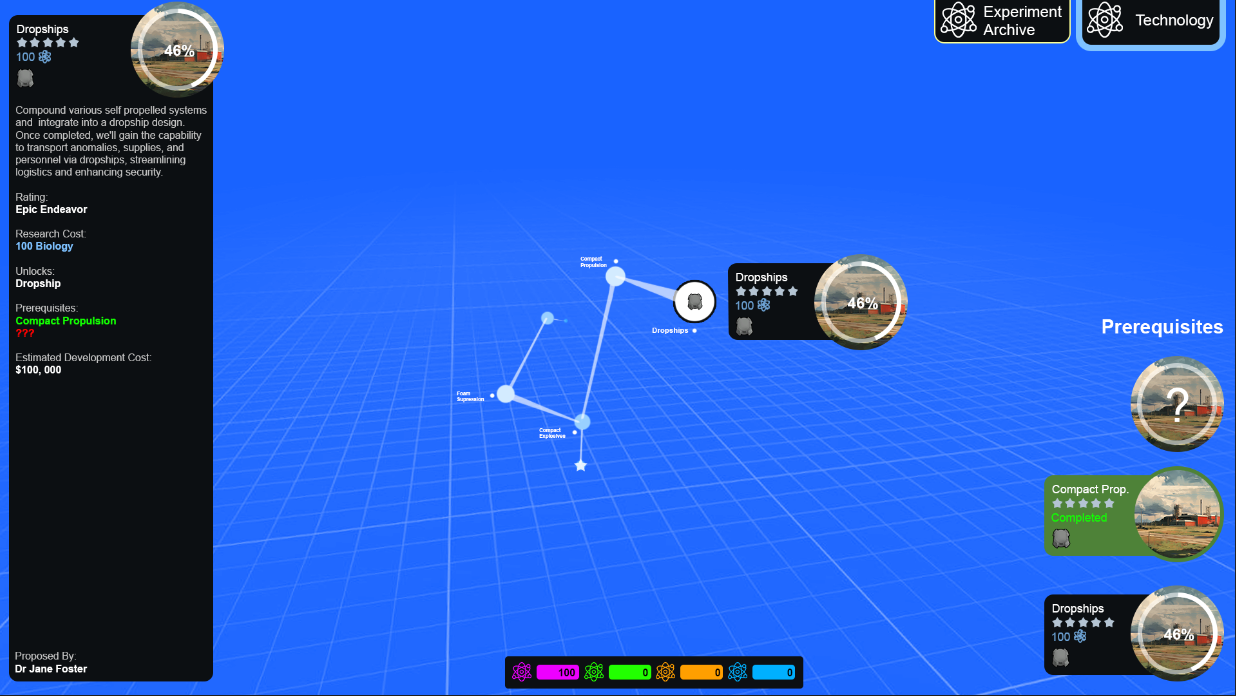 Dropships
100
46%
Compound various self propelled systems
and integrate into a dropship design.
Once completed, we'll gain the capability
to transport anomalies, supplies, and
personnel via dropships, streamlining
logistics and enhancing security.
Rating:
Epic Endeavor
Research Cost:
100 Biology
Unlocks:
Dropship
Prerequisites:
Compact Propulsion
???
Estimated Development Cost:
$100, 000
Proposed By:
Dr Jane Foster
Experiment
Archive
Technology
Compact
Propulsion
Dropships
Foam
Supression
Compact
Explosives
Dropships
100
46%
Prerequisites
?
Compact Prop.
Completed
Dropships
100
46%
100
0
0
0